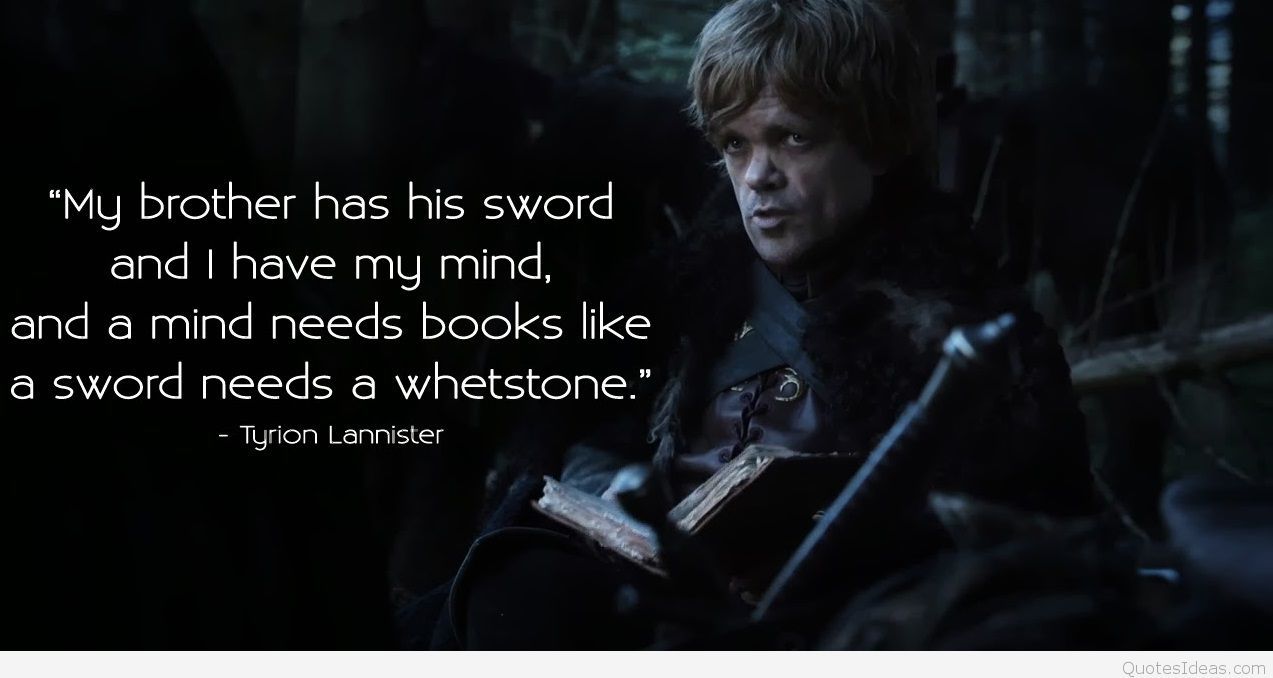 “My brother has his sword
and I have my mind,
and a mind needs books like
a sword needs a whetstone.”
- Tyrion Lannister
QuotesIdeas.com